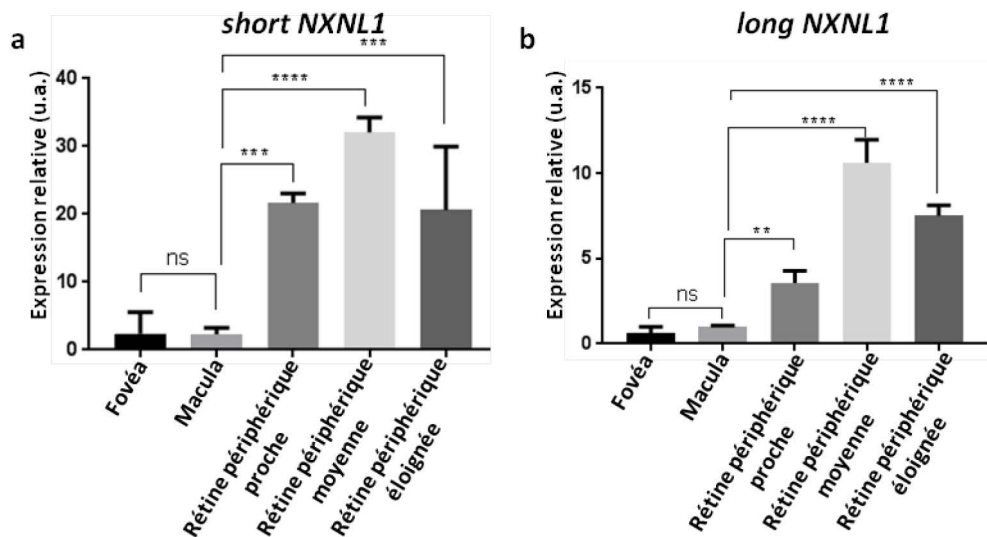 a
short NXNL1
Expression relative (u.a.)
40
30
20
10
0
ns
***
****
***
Fovéa
Macula
Rétine périphérique
proche
Rétine périphérique
moyenne
Rétine périphérique
éloignée
b
long NXNL1
Expression relative (u.a.)
15
10
5
0
ns
**
****
****
Fovéa
Macula
Rétine périphérique
proche
Rétine périphérique
moyenne
Rétine périphérique
éloignée